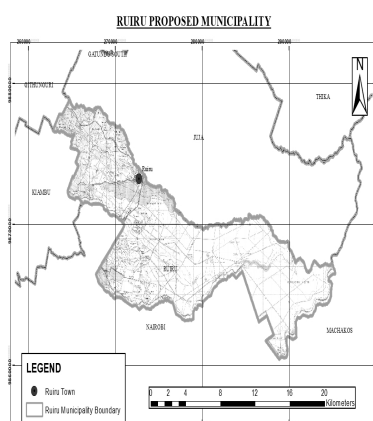 RUIRU PROPOSED MUNICIPALITY
GATUNDU SOUTH
GITHUNGURI
THIKA
N
JUJA
Ruiru
KIAMBU
RUIRU
NAIROBI
MACHAKOS
LEGEND
Ruiru Town
Ruiru Municipality Boundary
0 2 4 8 12 16 20
Kilometers